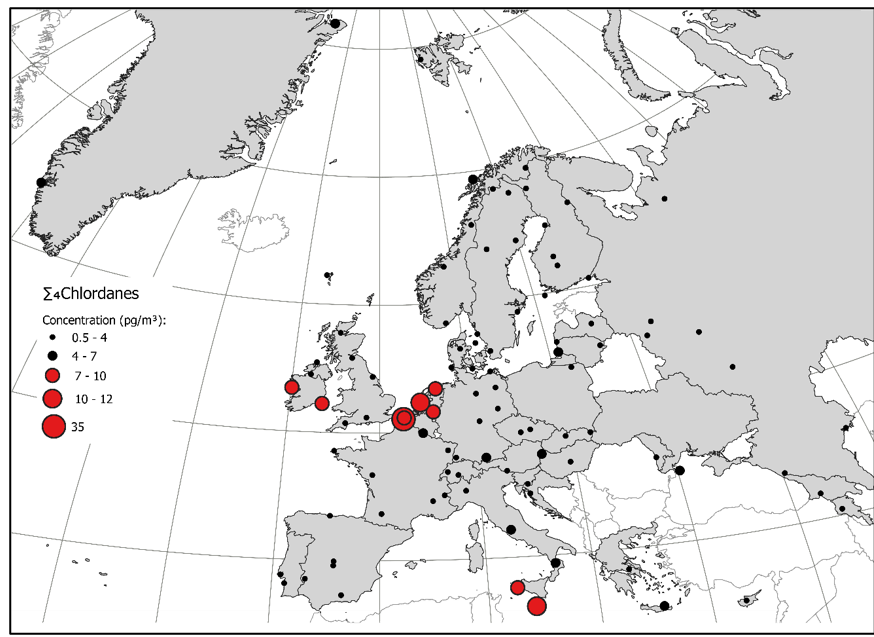 ∑₄Chlordanes
Concentration (pg/m³):
0.5 - 4
4 - 7
7 - 10
10 - 12
35